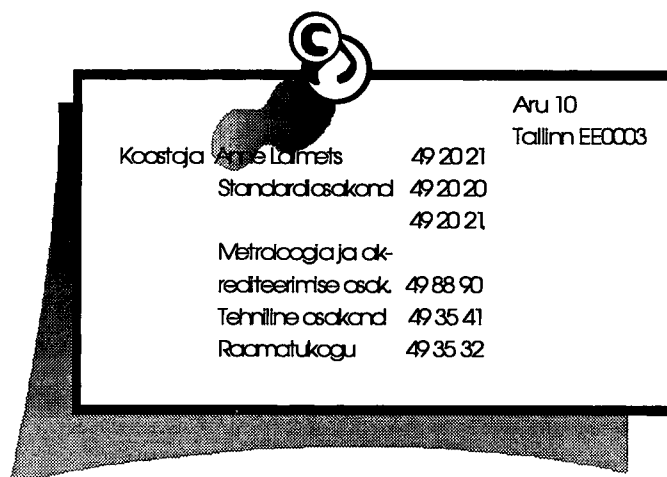 Aru 10
Tallinn EE0003
Koostaja Anne Laimets 49 20 21
Standardiosakond 49 20 20
49 20 21,
Metroloogia ja ak-
rediteerimise osak. 49 88 90
Tehniline osakond 49 35 41
Raamatukogu 49 35 32